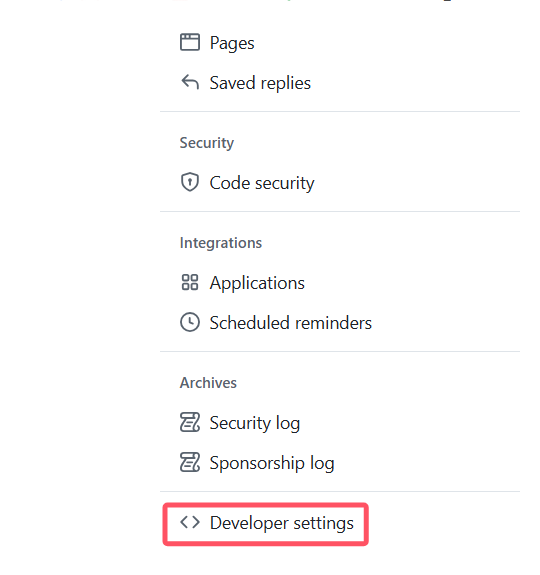 Pages
Saved replies
Security
Code security
Integrations
Applications
Scheduled reminders
Archives
Security log
Sponsorship log
Developer settings